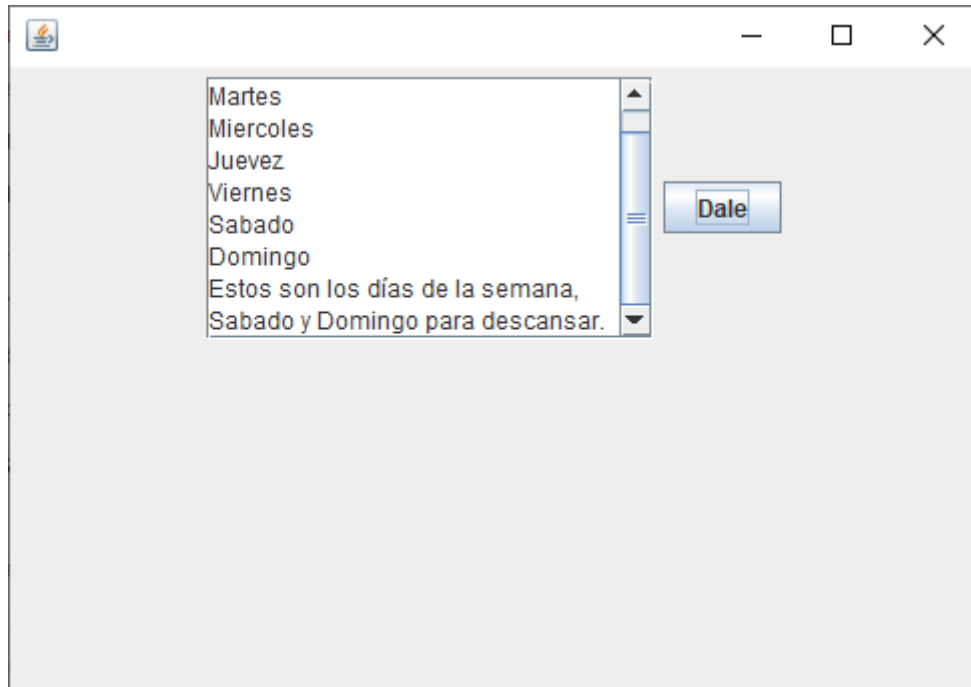 Martes
Miercoles
Juevez
Viernes
Sabado
Domingo
Estos son los días de la semana,
Sabado y Domingo para descansar.
Dale